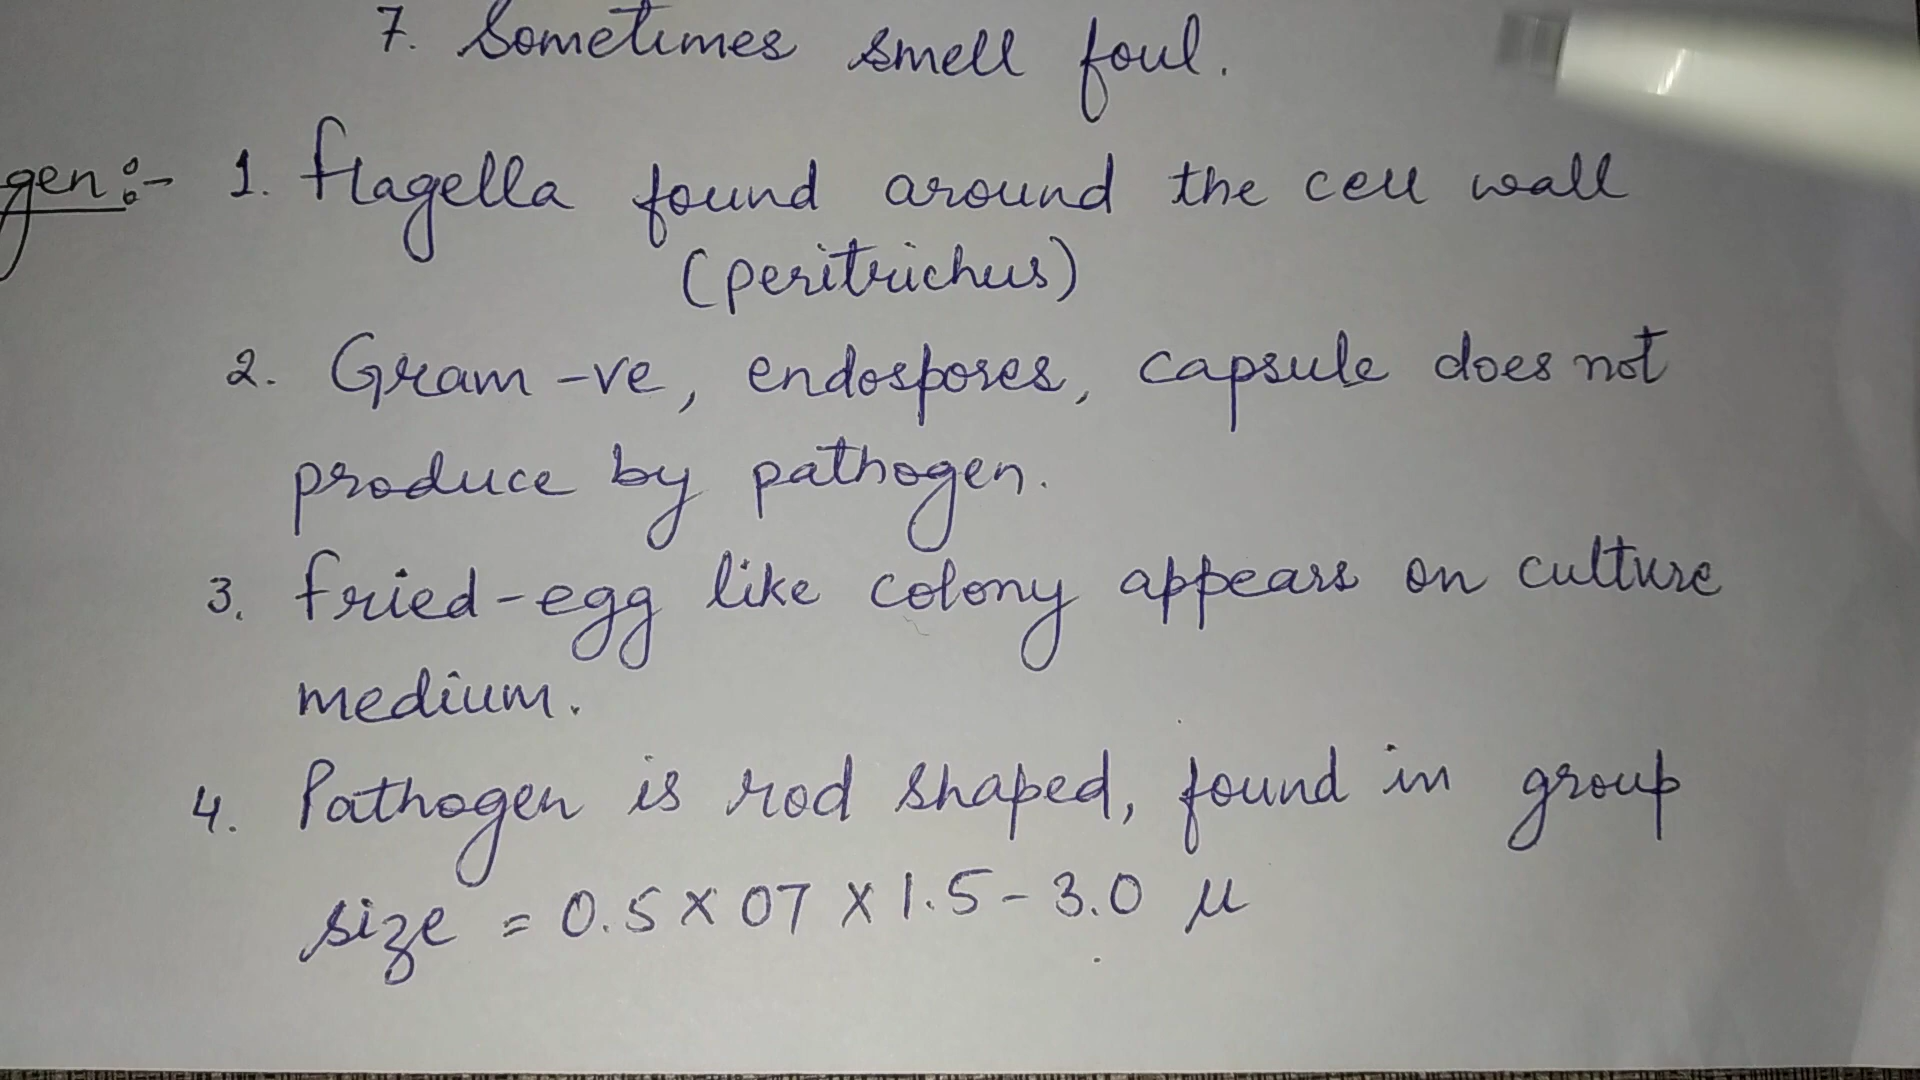 7. Sometimes smell foul.
gen:- 1. Flagella found around the cell wall
(peritrichus)
2. Gram -ve, endospores, capsule does not
produce by pathogen.
3. Fried-egg like colony appears on culture
medium.
4. Pathogen is rod shaped, found in group
size = 0.5 x 07 x 1.5 - 3.0 µ